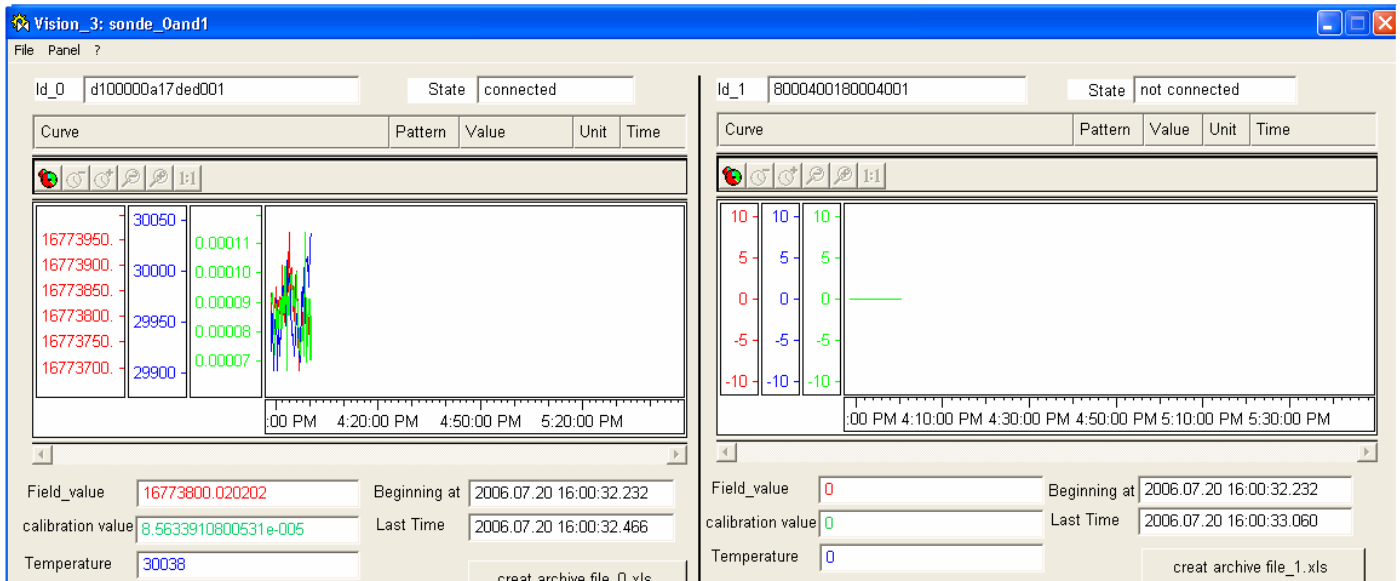 Vision_3: sonde_0and1
File Panel ?
Id_0 d100000a17ded001 State connected
Curve Pattern Value Unit Time
1:1
30050
16773950. 0.00011
16773900. 30000 0.00010
16773850. 0.00009
16773800. 29950 0.00008
16773750.
16773700. 29900 0.00007
:00 PM 4:20:00 PM 4:50:00 PM 5:20:00 PM
Field_value 16773800.020202 Beginning at 2006.07.20 16:00:32.232
calibration value 8.5633910800531e-005 Last Time 2006.07.20 16:00:32.466
Temperature 30038
creat archive file_0.xls
Id_1 8000400180004001 State not connected
Curve Pattern Value Unit Time
1:1
10 10 10
5 5 5
0 0 0
-5 -5 -5
-10 -10 -10
:00 PM 4:10:00 PM 4:30:00 PM 4:50:00 PM 5:10:00 PM 5:30:00 PM
Field_value 0 Beginning at 2006.07.20 16:00:32.232
calibration value 0 Last Time 2006.07.20 16:00:33.060
Temperature 0
creat archive file_1.xls